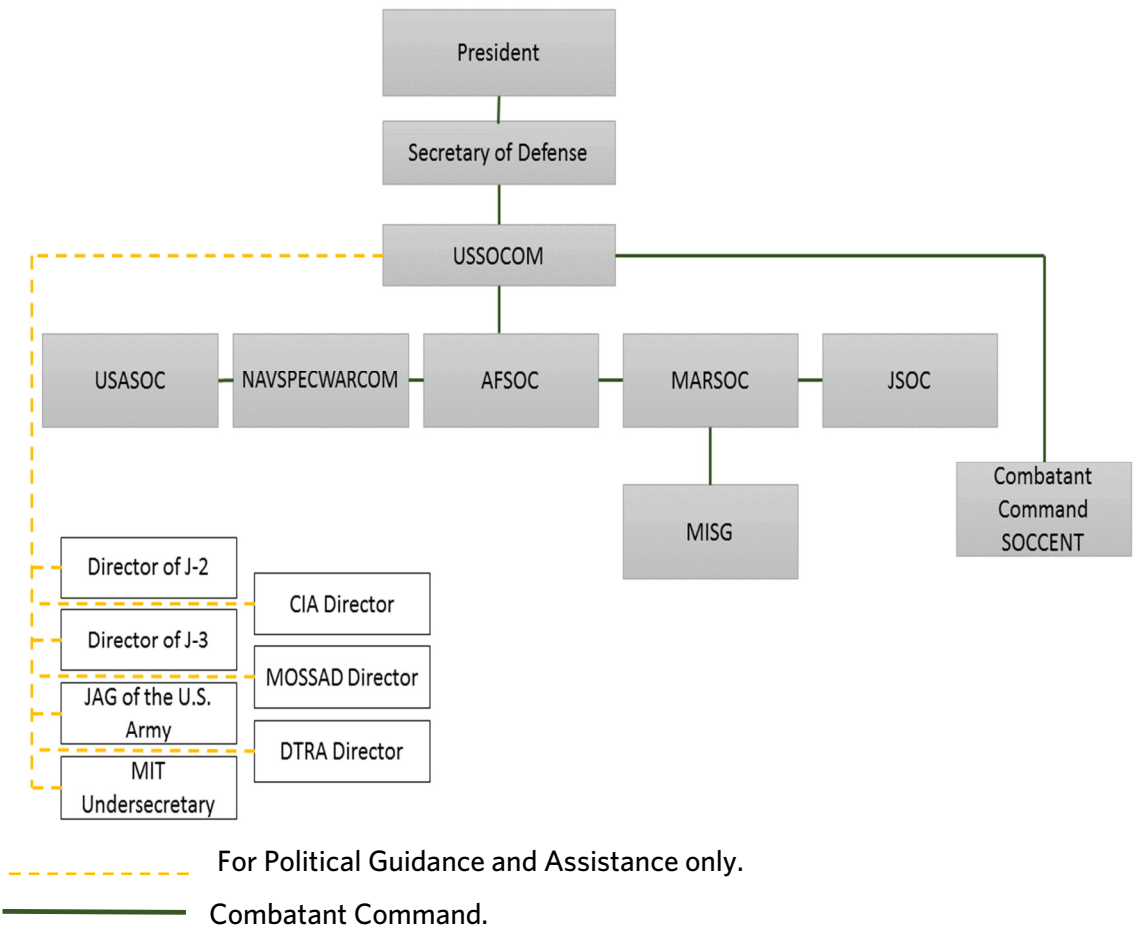 President
Secretary of Defense
USSOCOM
USASOC
NAVSPECWARCOM
AFSOC
MARSOC
JSOC
Combatant
Command
SOCCENT
MISG
Director of J-2
CIA Director
Director of J-3
MOSSAD Director
JAG of the U.S.
Army
DTRA Director
MIT
Undersecretary
For Political Guidance and Assistance only.
Combatant Command.